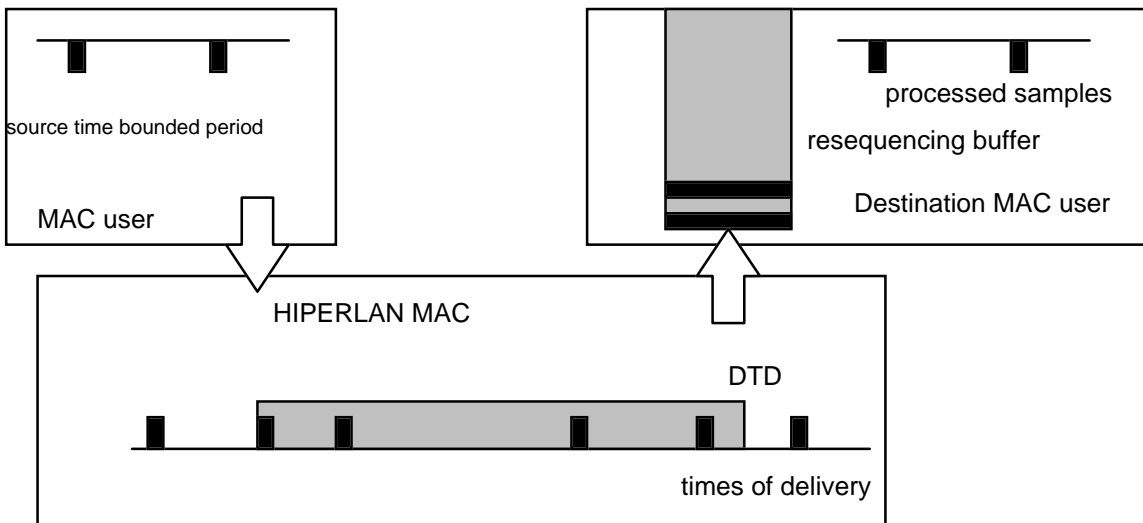 source time bounded period
MAC user
processed samples
resequencing buffer
Destination MAC user
HIPERLAN MAC
DTD
times of delivery